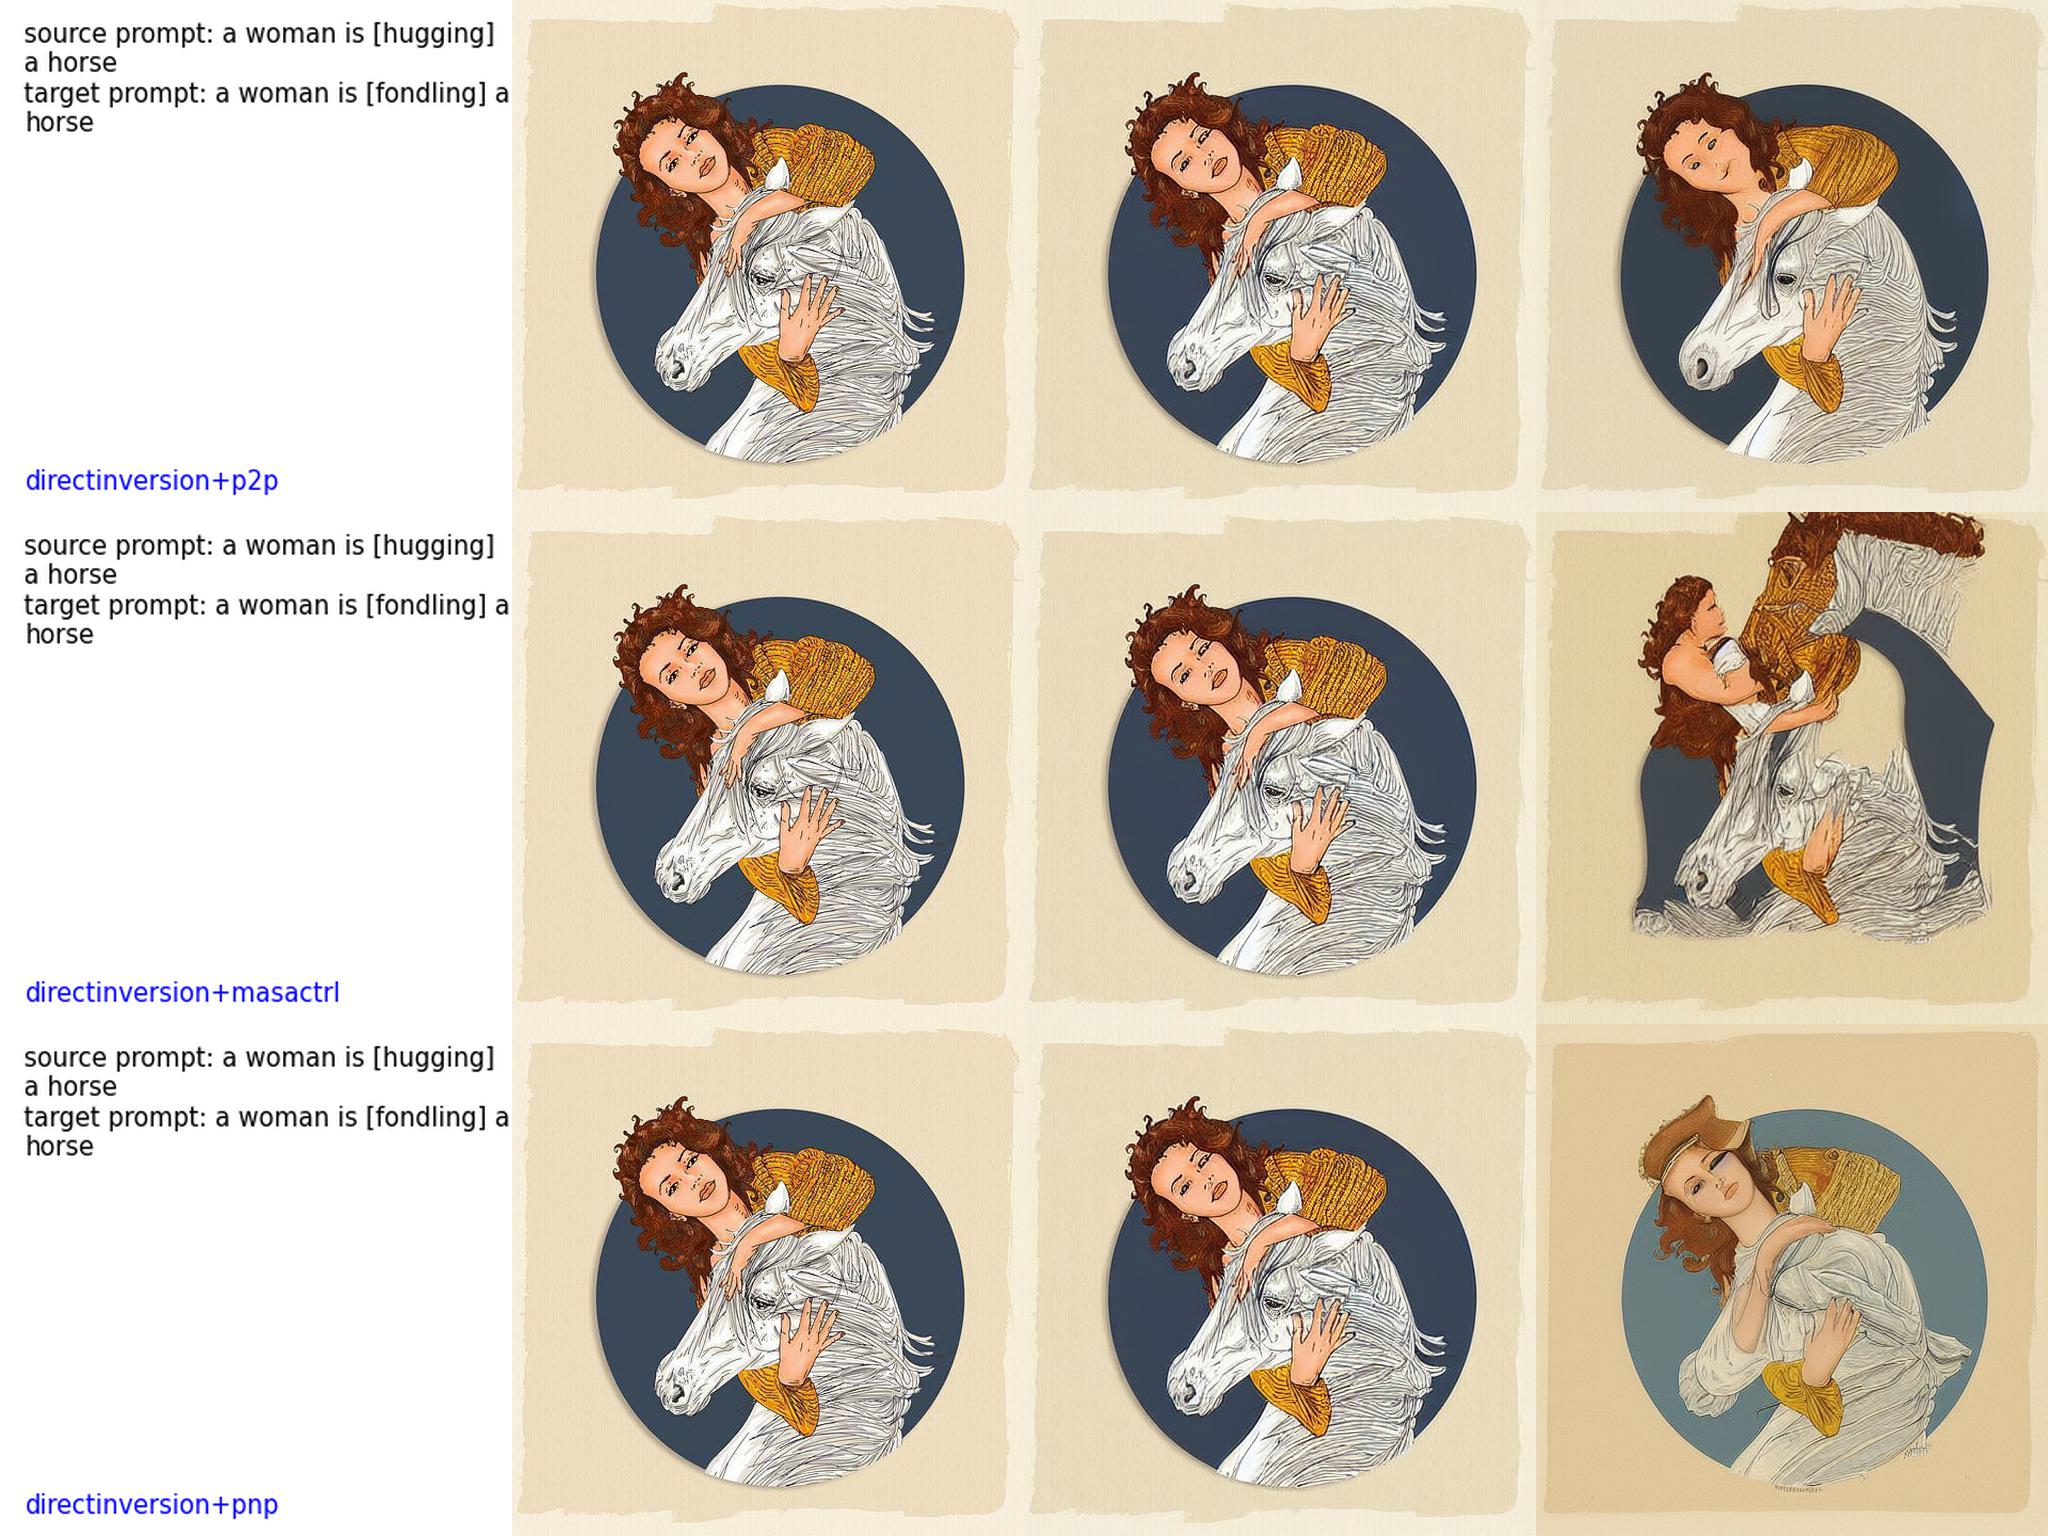 source prompt: a woman is [hugging]
a horse
target prompt: a woman is [fondling] a
horse
directinversion+p2p
source prompt: a woman is [hugging]
a horse
target prompt: a woman is [fondling] a
horse
directinversion+masactrl
source prompt: a woman is [hugging]
a horse
target prompt: a woman is [fondling] a
horse
directinversion+pnp